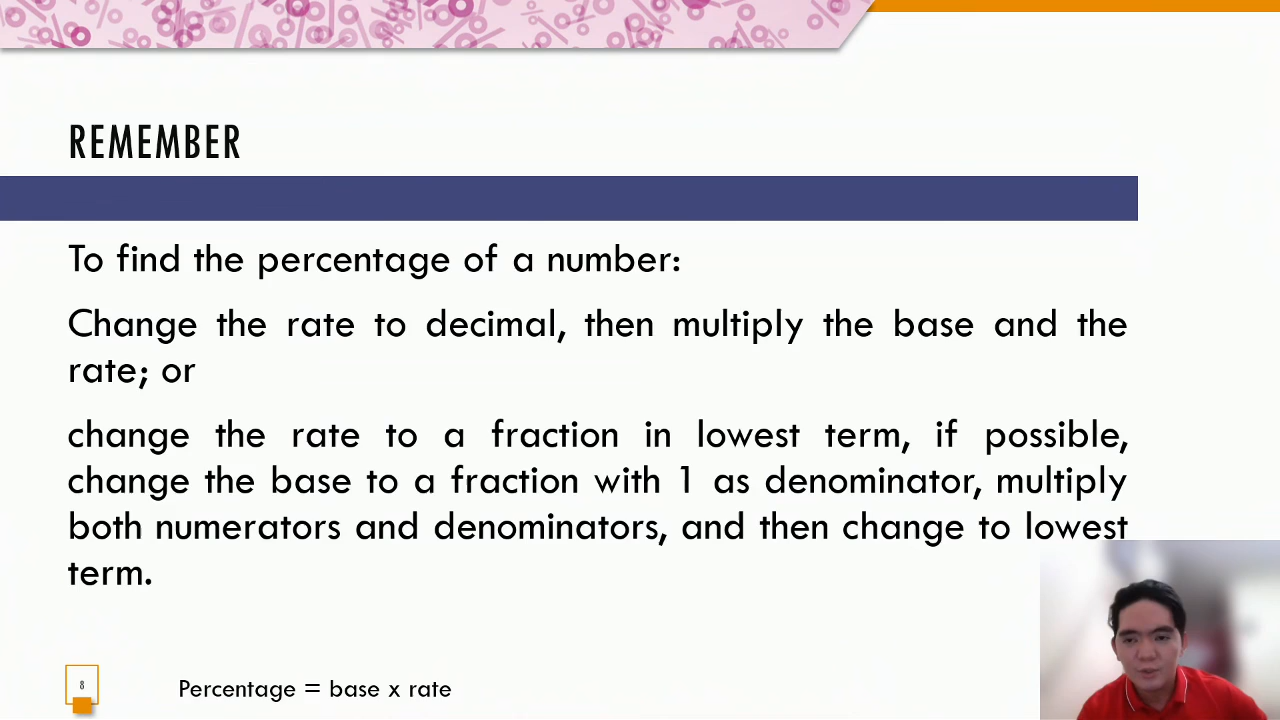 REMEMBER
To find the percentage of a number:
Change the rate to decimal, then multiply the base and the
rate; or
change the rate to a fraction in lowest term, if possible,
change the base to a fraction with 1 as denominator, multiply
both numerators and denominators, and then change to lowest
term.
8
Percentage = base x rate